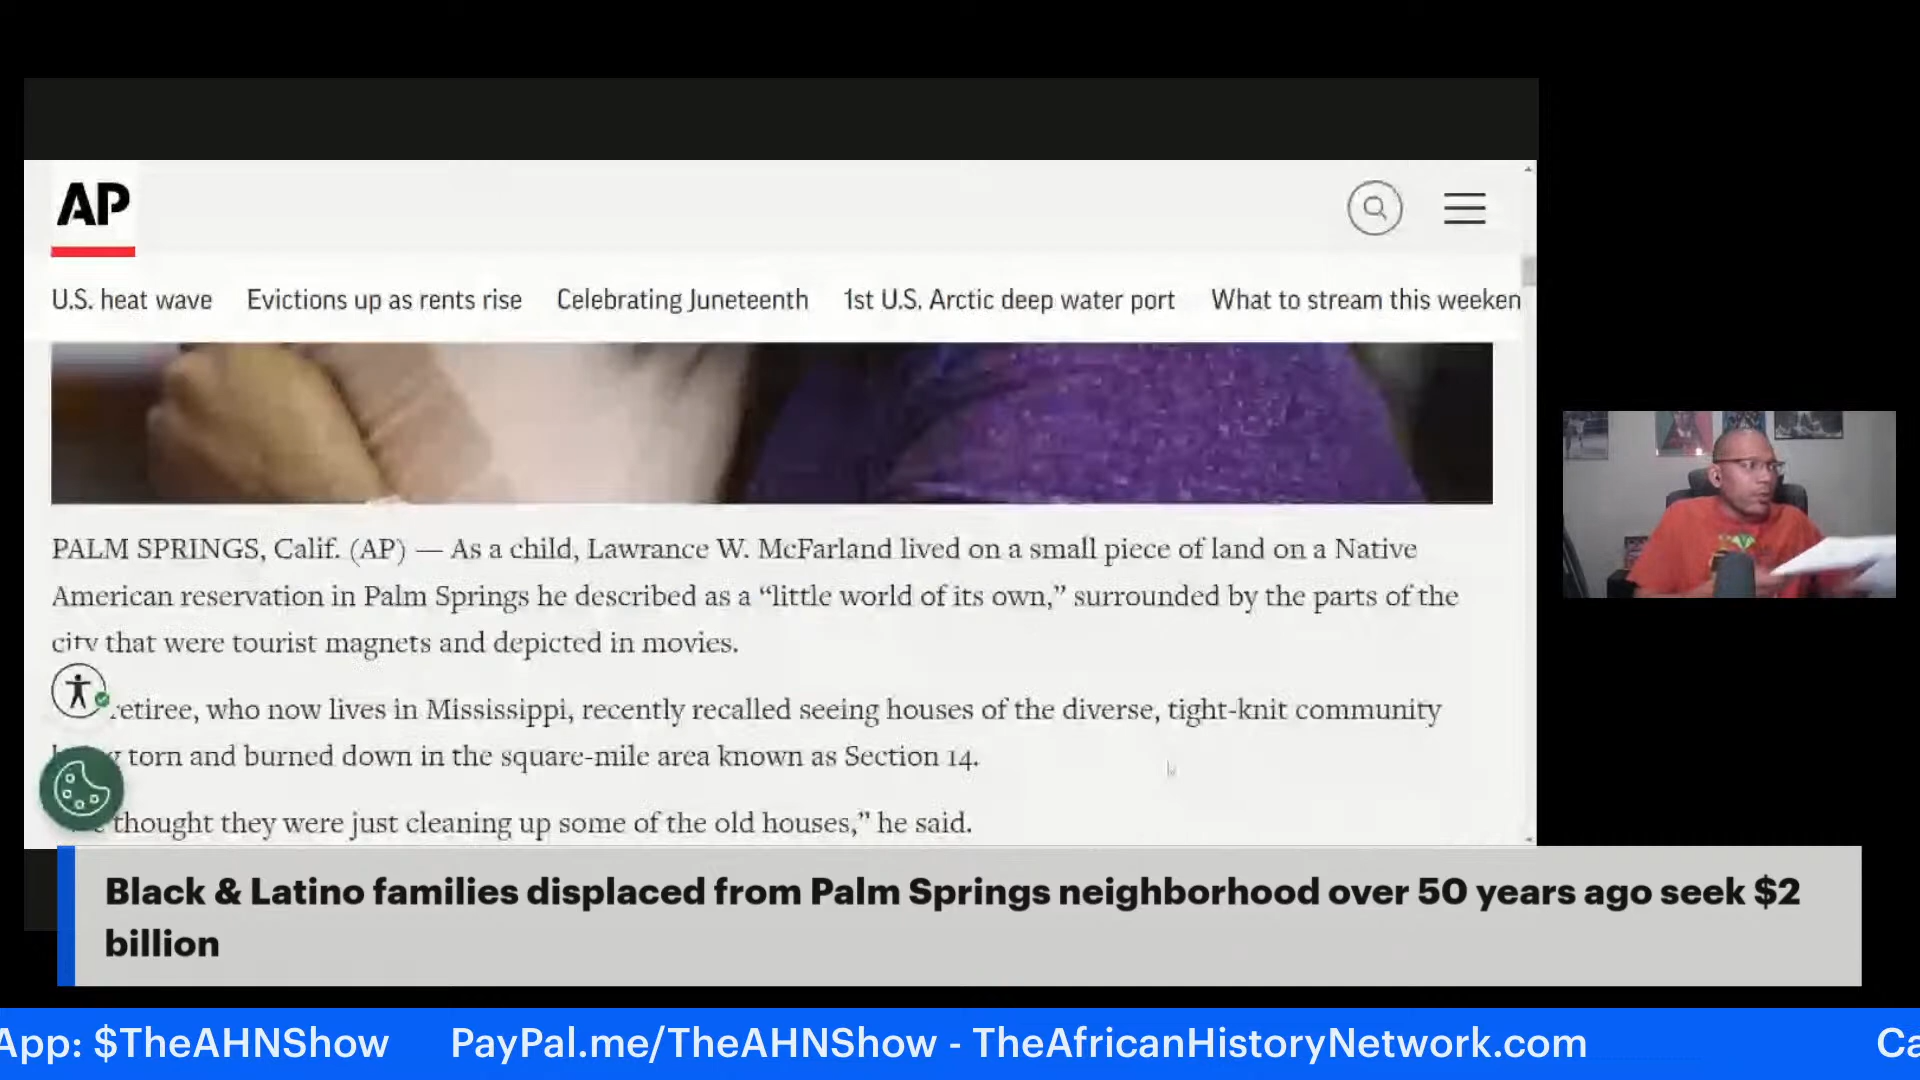 AP
U.S. heat wave Evictions up as rents rise Celebrating Juneteenth 1st U.S. Arctic deep water port What to stream this weeken
PALM SPRINGS, Calif. (AP) — As a child, Lawrance W. McFarland lived on a small piece of land on a Native
American reservation in Palm Springs he described as a “little world of its own,” surrounded by the parts of the
city that were tourist magnets and depicted in movies.
etiree, who now lives in Mississippi, recently recalled seeing houses of the diverse, tight-knit community
torn and burned down in the square-mile area known as Section 14.
thought they were just cleaning up some of the old houses,” he said.
Black & Latino families displaced from Palm Springs neighborhood over 50 years ago seek $2
billion
App: $TheAHNShow PayPal.me/TheAHNShow - TheAfricanHistoryNetwork.com Ca